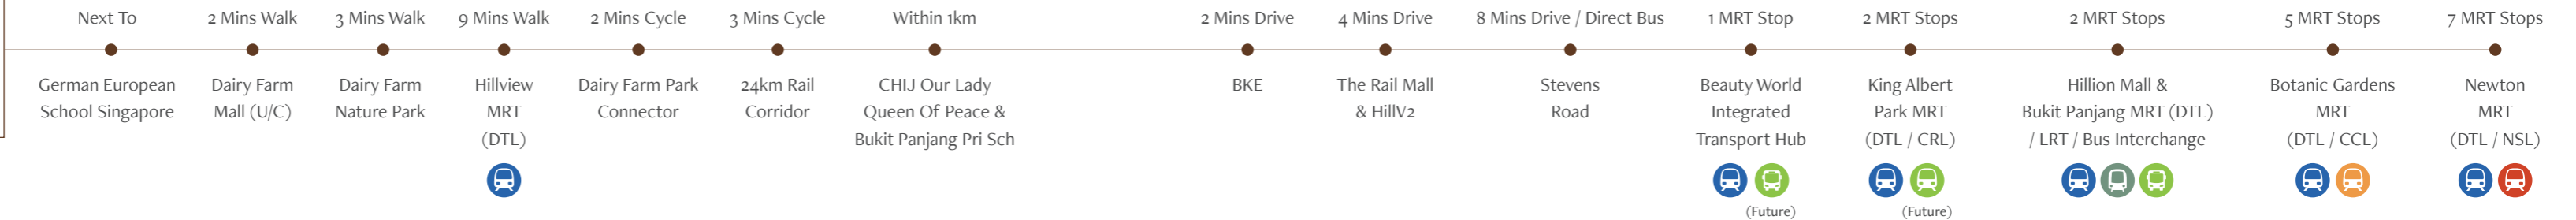 Next To
German European
School Singapore
2 Mins Walk
Dairy Farm
Mall (U/C)
3 Mins Walk
Dairy Farm
Nature Park
9 Mins Walk
Hillview
MRT
(DTL)
2 Mins Cycle
Dairy Farm Park
Connector
3 Mins Cycle
24km Rail
Corridor
Within 1km
CHIJ Our Lady
Queen Of Peace &
Bukit Panjang Pri Sch
2 Mins Drive
BKE
4 Mins Drive
The Rail Mall
& HillV2
8 Mins Drive / Direct Bus
Stevens
Road
1 MRT Stop
Beauty World
Integrated
Transport Hub
(Future)
2 MRT Stops
King Albert
Park MRT
(DTL / CRL)
(Future)
2 MRT Stops
Hillion Mall &
Bukit Panjang MRT (DTL)
/ LRT / Bus Interchange
5 MRT Stops
Botanic Gardens
MRT
(DTL / CCL)
7 MRT Stops
Newton
MRT
(DTL / NSL)